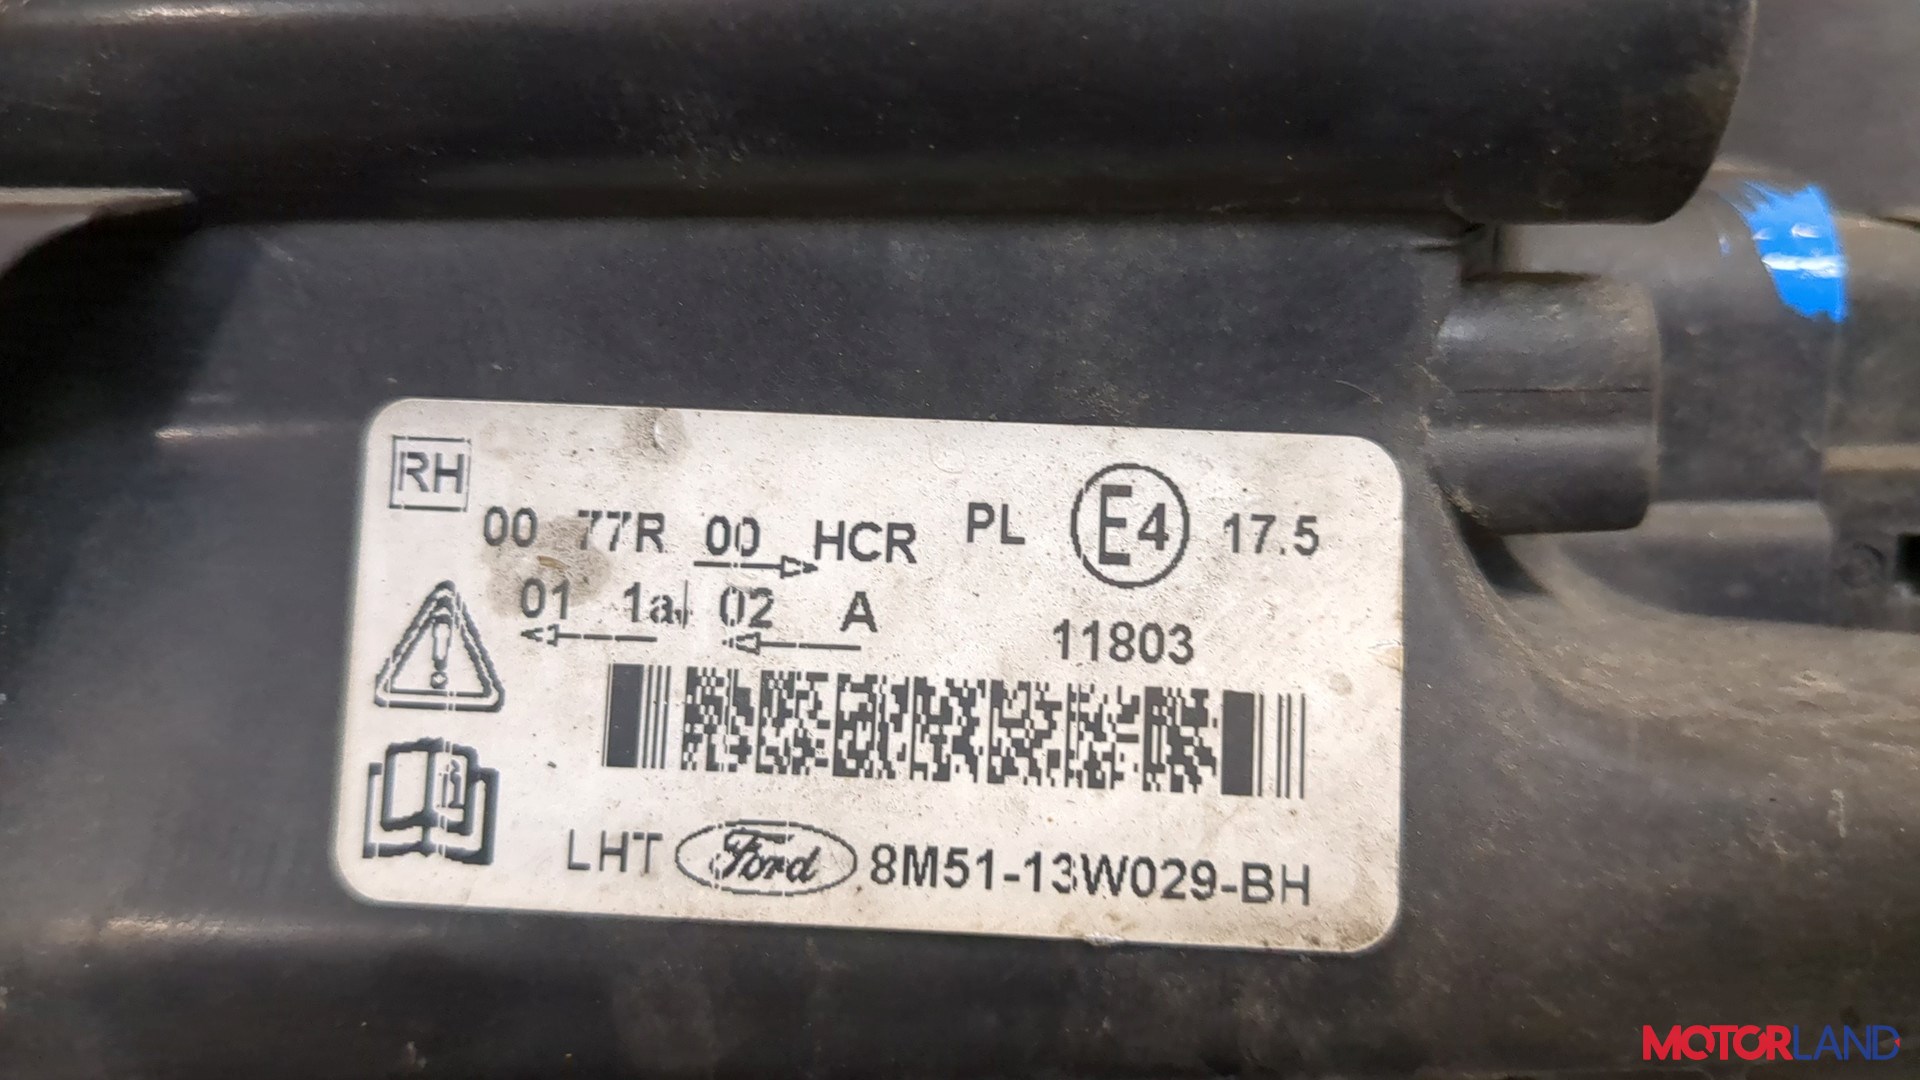 RH
00 77R 00 HCR PL E4 17.5
01 1a 02 A 11803
LHT Ford 8M51-13W029-BH
MOTORLAND